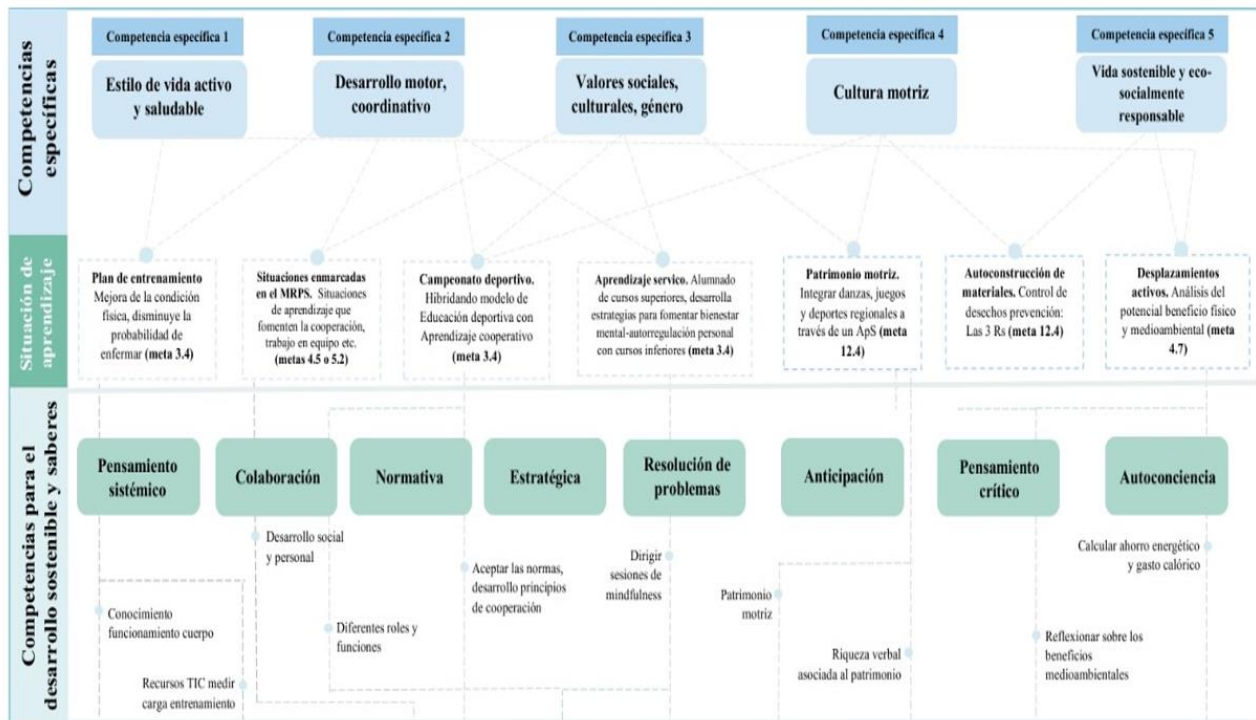 Competencias
específicas
Competencia específica 1
Estilo de vida activo
y saludable
Competencia específica 2
Desarrollo motor,
coordinativo
Competencia específica 3
Valores sociales,
culturales, género
Competencia específica 4
Cultura motriz
Competencia específica 5
Vida sostenible y eco-
socialmente
responsable
Situación de
aprendizaje
Plan de entrenamiento
Mejora de la condición
física, disminuye la
probabilidad de
enfermar (meta 3.4)
Situaciones enmarcadas
en el MRPS. Situaciones
de aprendizaje que
fomenten la cooperación,
trabajo en equipo etc.
(metas 4.5 o 5.2)
Campeonato deportivo.
Hibridando modelo de
Educación deportiva con
Aprendizaje cooperativo
(meta 3.4)
Aprendizaje servico. Alumnado
de cursos superiores, desarrolla
estrategias para fomentar bienestar
mental-autorregulación personal
con cursos inferiores (meta 3.4)
Patrimonio motriz.
Integrar danzas, juegos
y deportes regionales a
través de un ApS (meta
12.4)
Autoconstrucción de
materiales. Control de
desechos prevención:
Las 3 Rs (meta 12.4)
Desplazamientos
activos. Análisis del
potencial beneficio físico
y medioambiental (meta
4.7)
Competencias para el
desarrollo sostenible y saberes
Pensamiento
sistémico
Colaboración
Normativa
Estratégica
Resolución de
problemas
Anticipación
Pensamiento
crítico
Autoconciencia
Conocimiento
funcionamiento cuerpo
Recursos TIC medir
carga entrenamiento
Desarrollo social
y personal
Diferentes roles y
funciones
Aceptar las normas,
desarrollo principios
de cooperación
Dirigir
sesiones de
mindfulness
Patrimonio
motriz
Riqueza verbal
asociada al patrimonio
Reflexionar sobre los
beneficios
medioambientales
Calcular ahorro energético
y gasto calórico